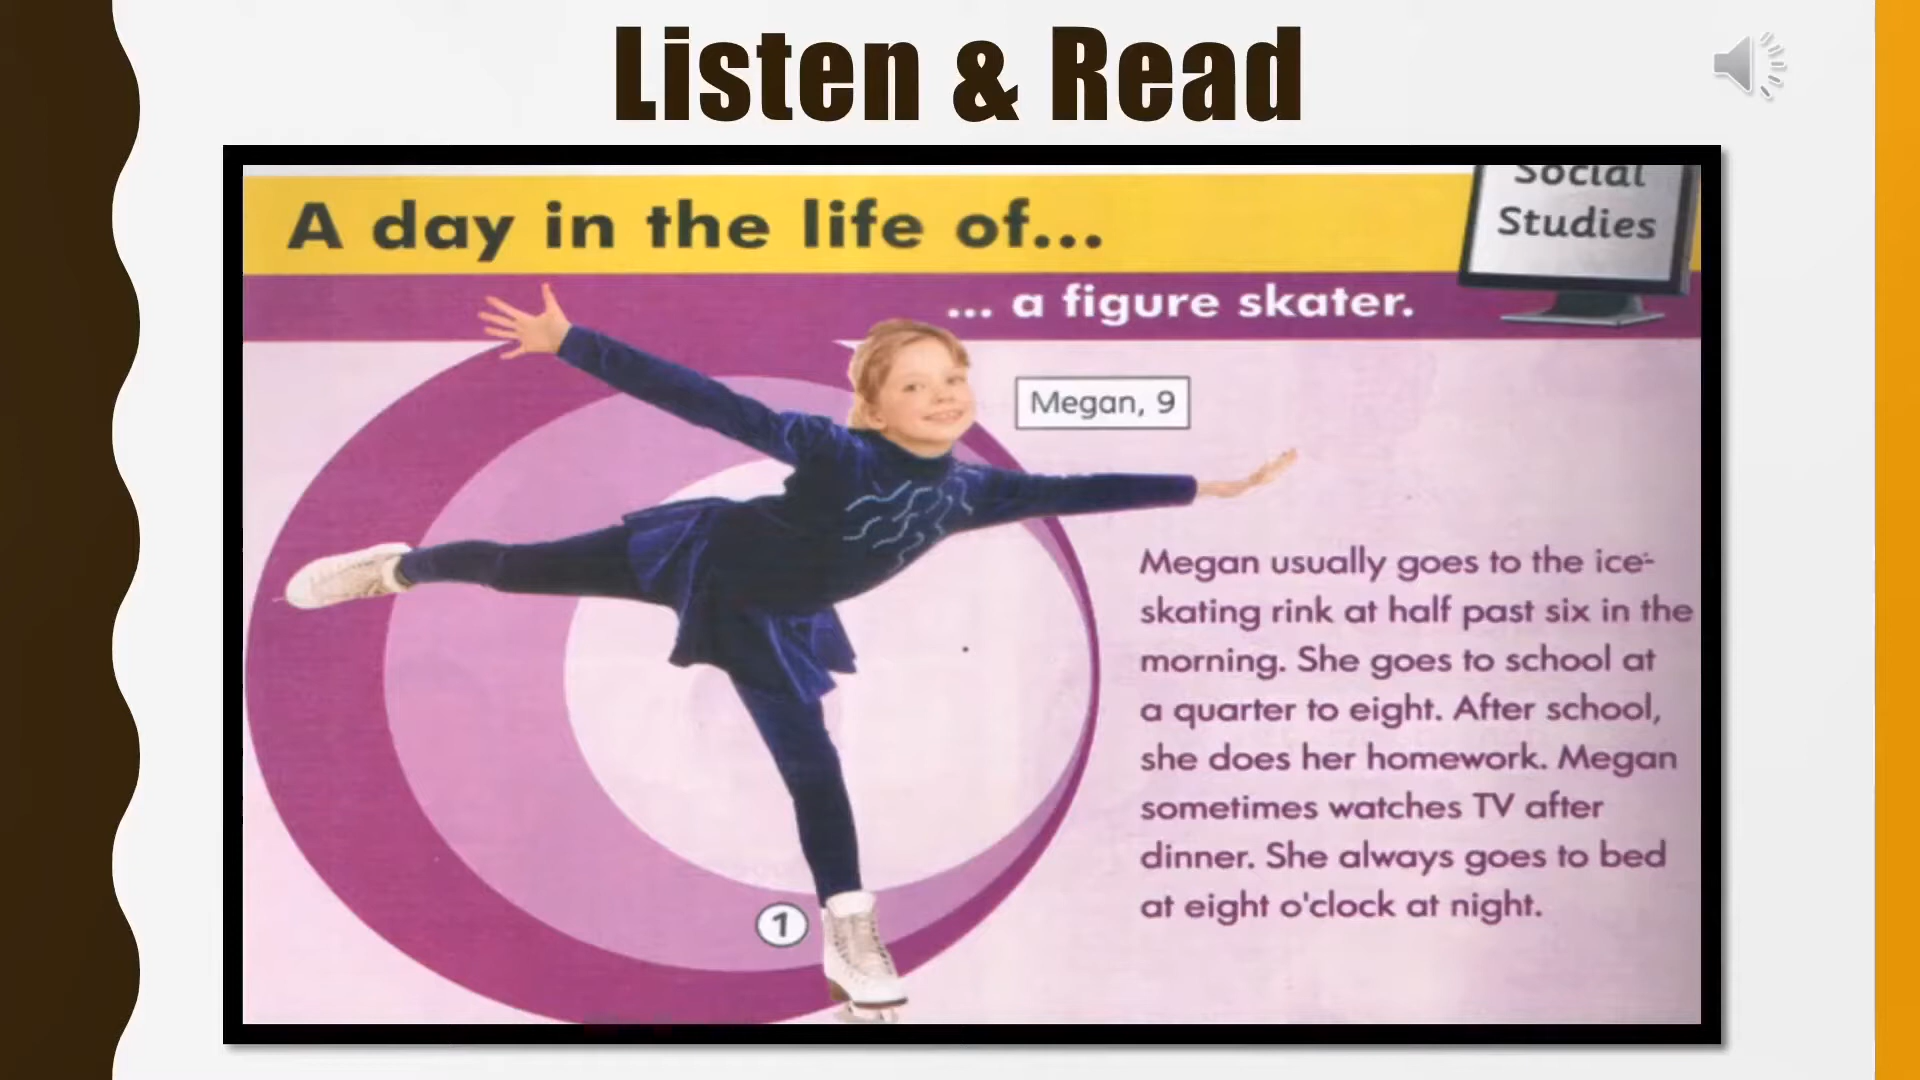 Listen & Read
A day in the life of...
Social
Studies
... a figure skater.
Megan, 9
Megan usually goes to the ice-
skating rink at half past six in the
morning. She goes to school at
a quarter to eight. After school,
she does her homework. Megan
sometimes watches TV after
dinner. She always goes to bed
at eight o'clock at night.
1